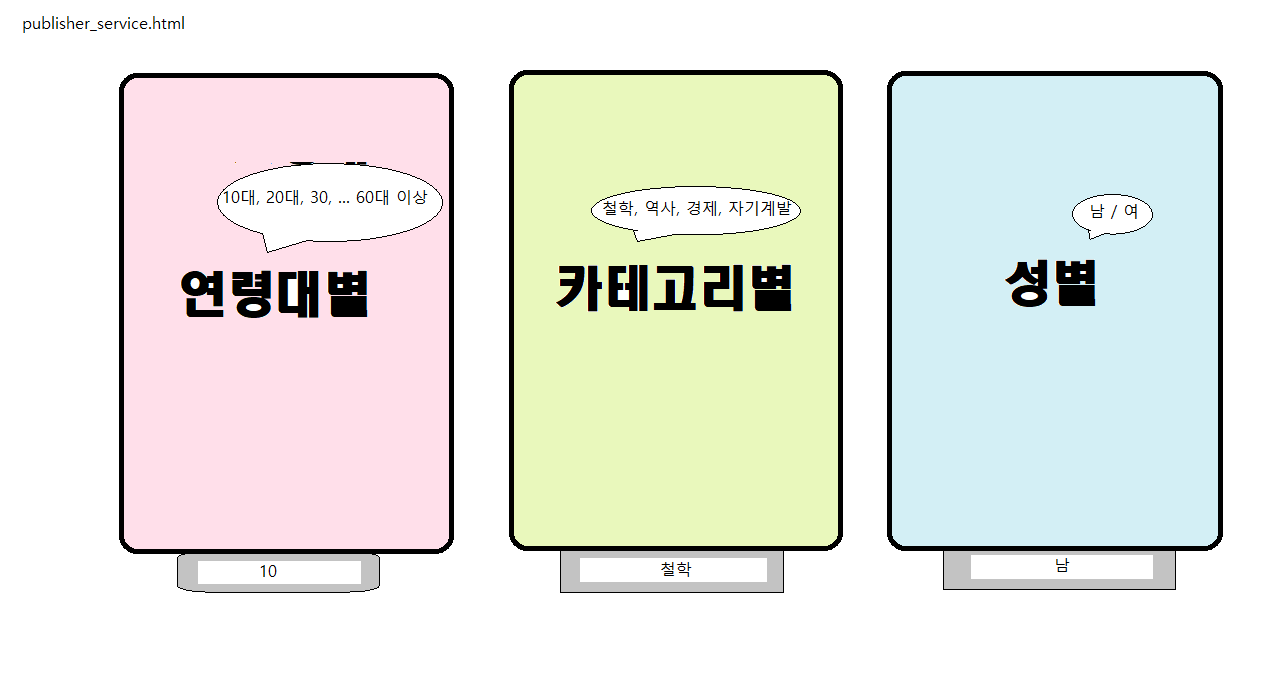 publisher_service.html
10대, 20대, 30, ... 60대 이상
연령대별
10
철학, 역사, 경제, 자기계발
카테고리별
철학
남 / 여
성별
남